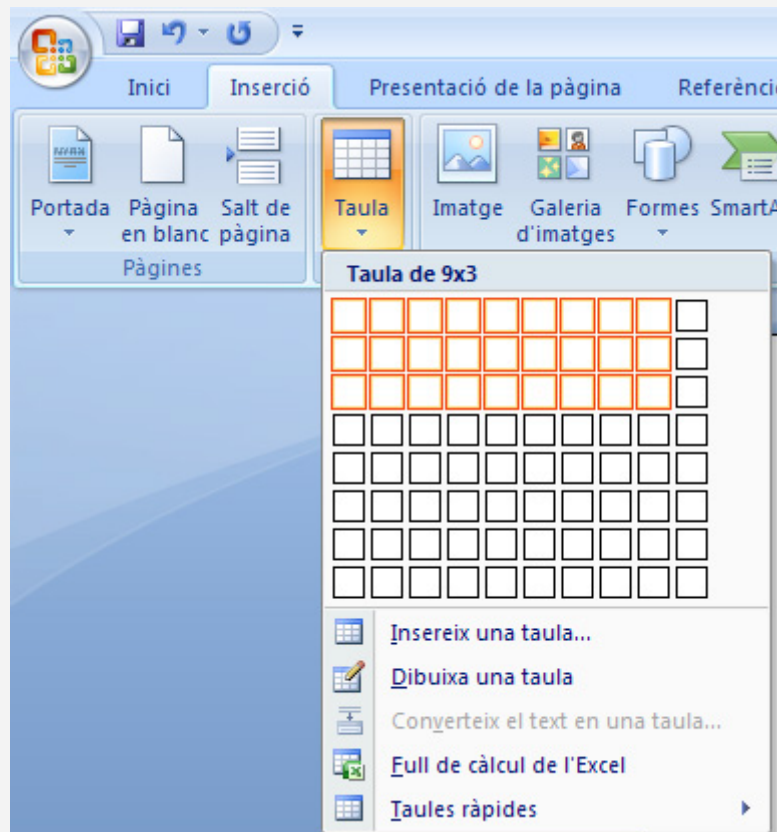 Inici Inserció Presentació de la pàgina Referènci
Portada Pàgina en blanc Salt de pàgina Taula Imatge Galeria d'imatges Formes SmartA
Pàgines
Taula de 9x3
Insereix una taula...
Dibuixa una taula
Converteix el text en una taula...
Full de càlcul de l'Excel
Taules ràpides